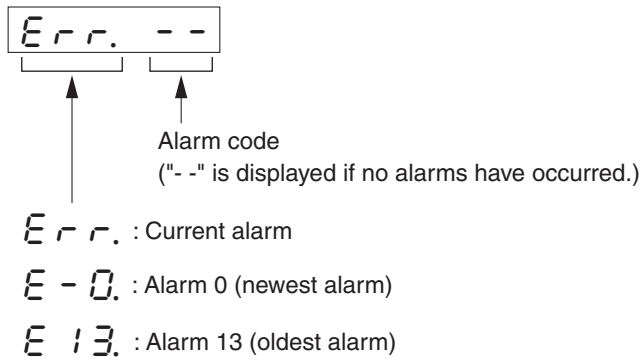 Err. - -
Alarm code
("- -" is displayed if no alarms have occurred.)
Err. : Current alarm
E-0. : Alarm 0 (newest alarm)
E 13. : Alarm 13 (oldest alarm)